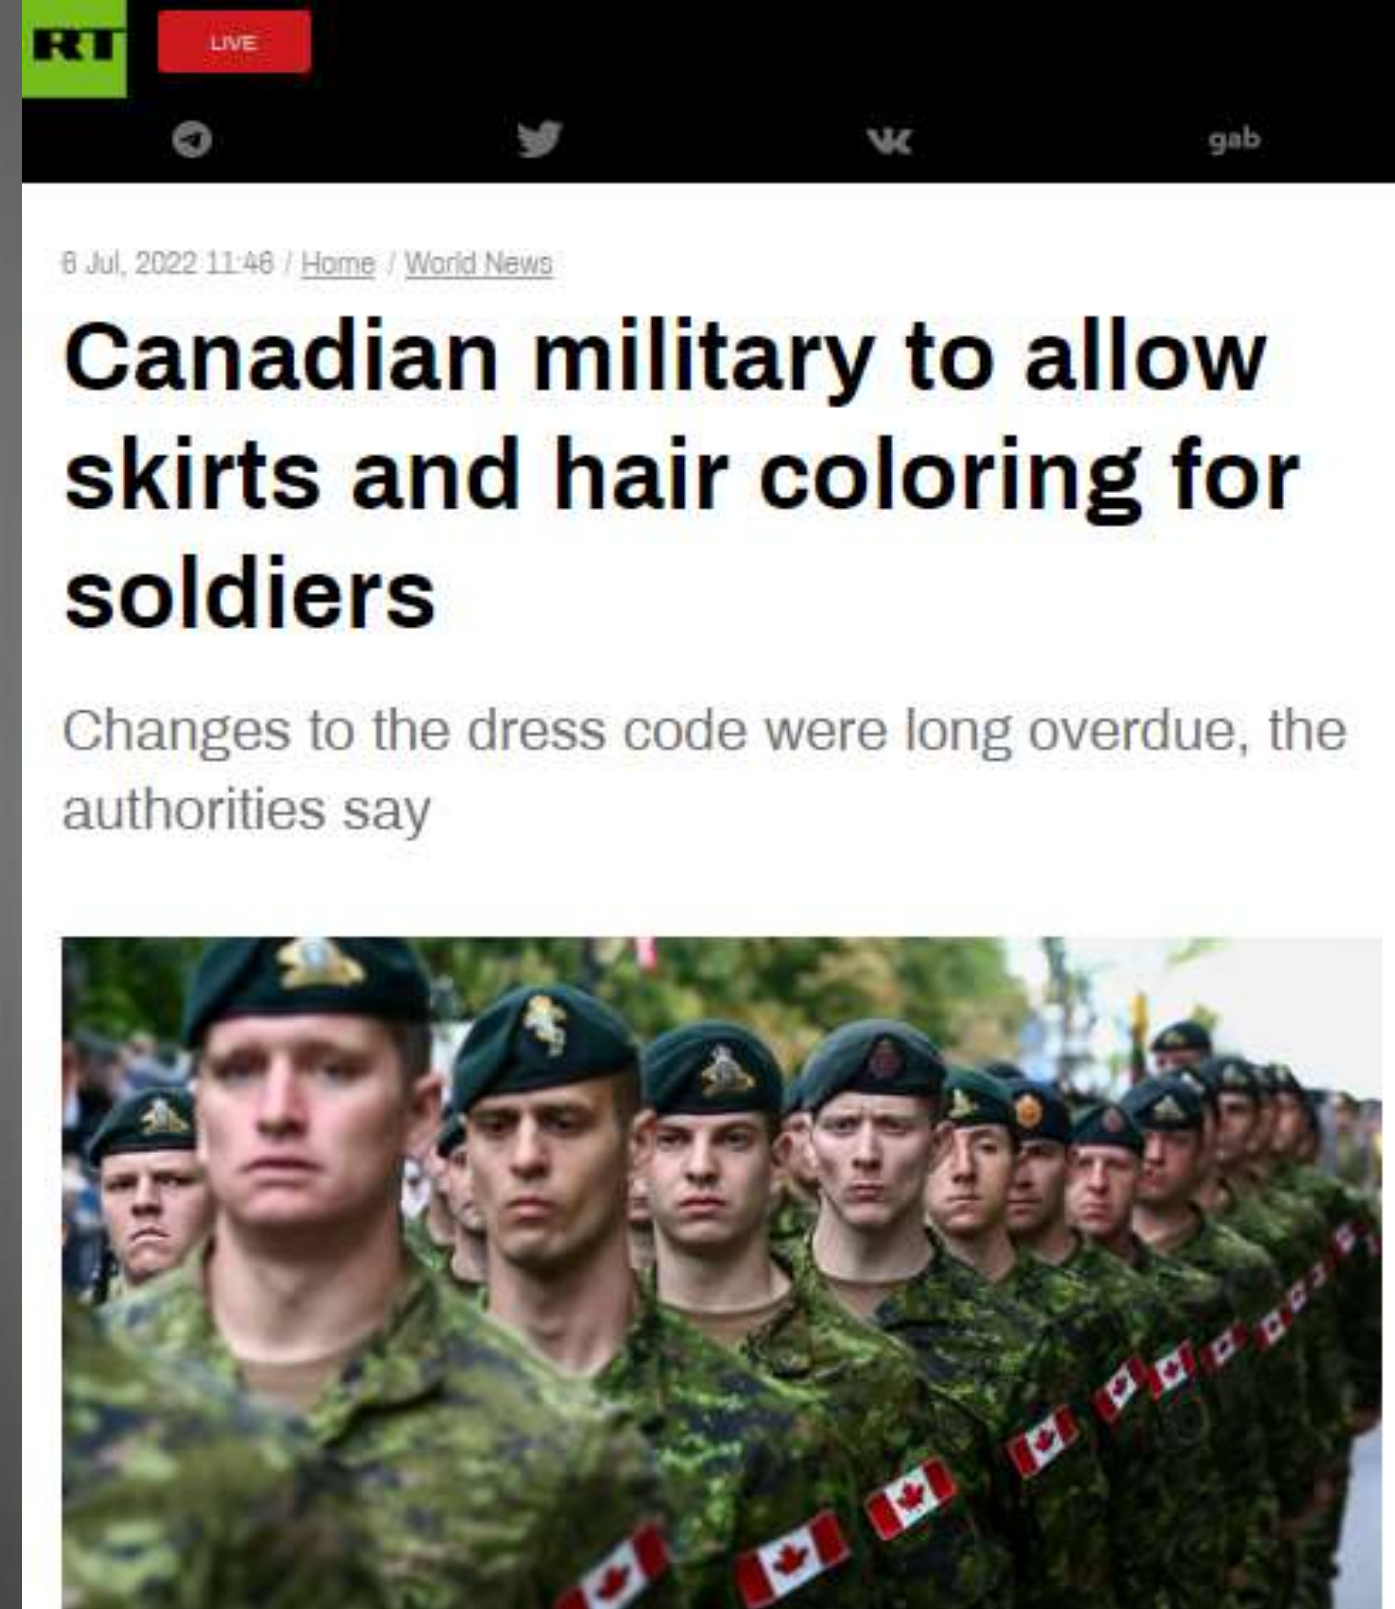 RT
LIVE
gab
6 Jul, 2022 11:46 / Home / World News
Canadian military to allow
skirts and hair coloring for
soldiers
Changes to the dress code were long overdue, the
authorities say